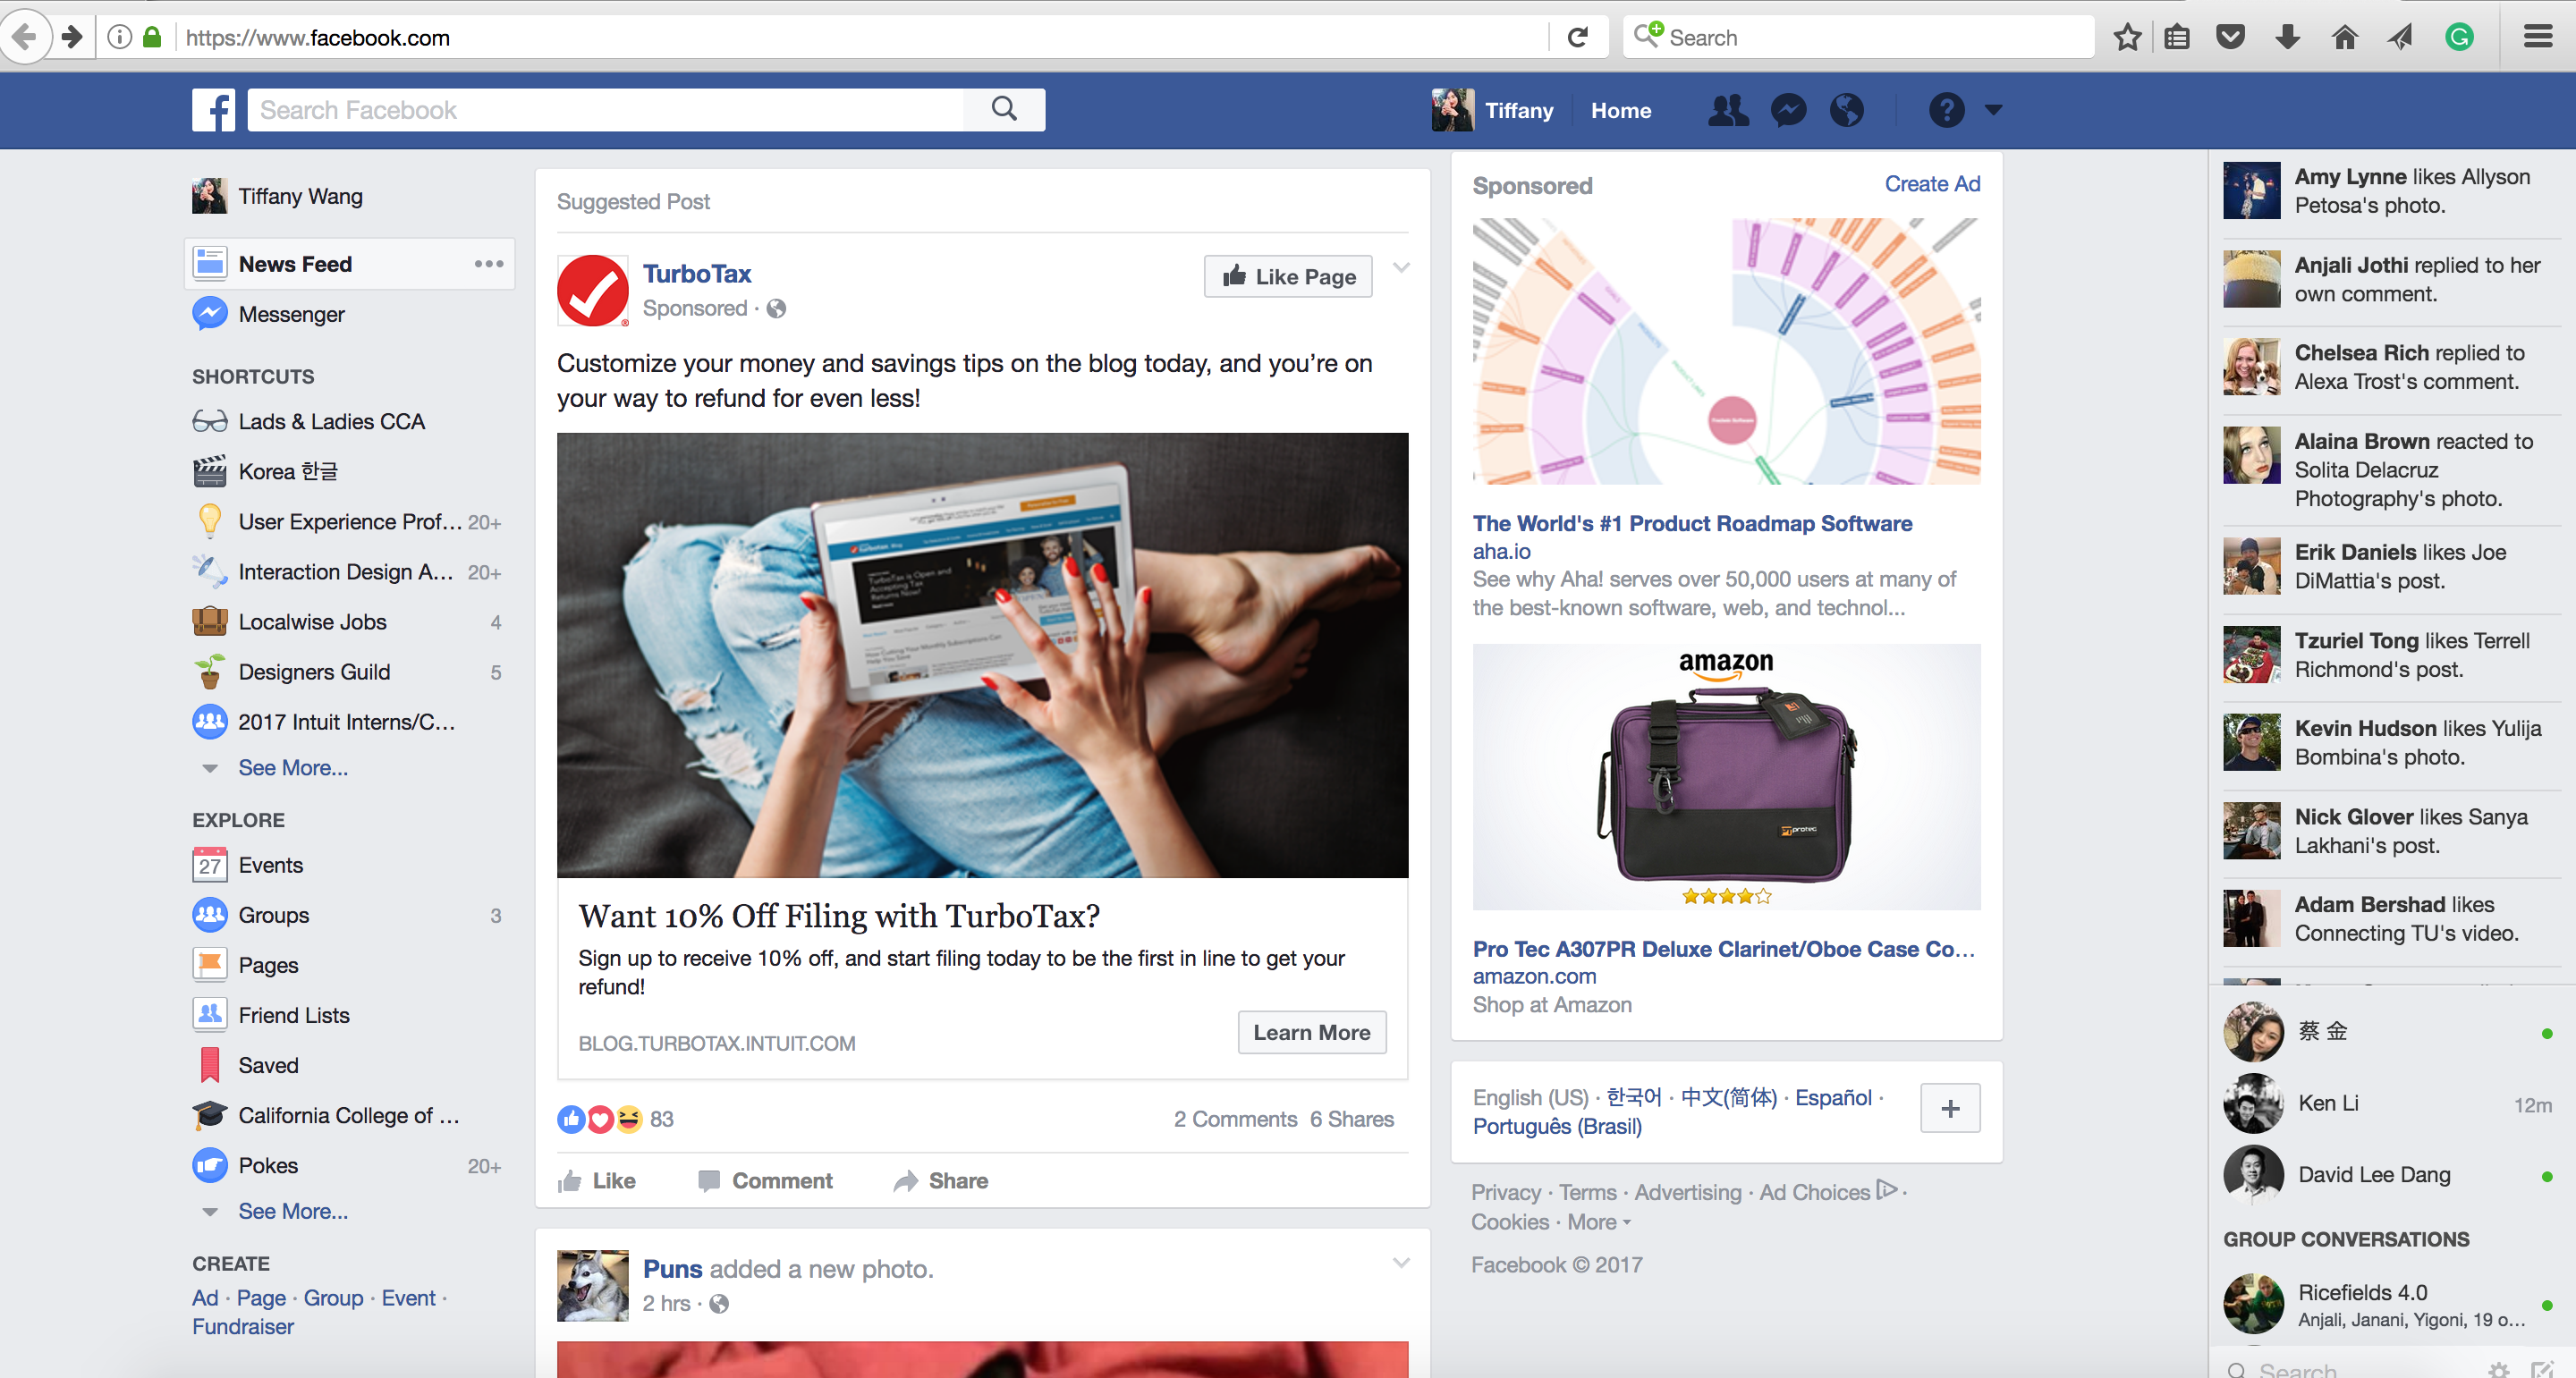 https://www.facebook.com
Search
Search Facebook
Tiffany
Home
Tiffany Wang
News Feed
Messenger
SHORTCUTS
Lads & Ladies CCA
Korea 한글
User Experience Prof... 20+
Interaction Design A... 20+
Localwise Jobs 4
Designers Guild 5
2017 Intuit Interns/C...
See More...
EXPLORE
27 Events
Groups 3
Pages
Friend Lists
Saved
California College of ...
Pokes 20+
See More...
CREATE
Ad · Page · Group · Event ·
Fundraiser
Suggested Post
TurboTax
Sponsored ·
Like Page
Customize your money and savings tips on the blog today, and you’re on
your way to refund for even less!
TurboTax is Open and
Accepting Tax
Returns Now!
Want 10% Off Filing with TurboTax?
Sign up to receive 10% off, and start filing today to be the first in line to get your
refund!
BLOG.TURBOTAX.INTUIT.COM
Learn More
83
2 Comments 6 Shares
Like Comment Share
Puns added a new photo.
2 hrs ·
Sponsored
Create Ad
The World's #1 Product Roadmap Software
aha.io
See why Aha! serves over 50,000 users at many of
the best-known software, web, and technol...
amazon
protec
Pro Tec A307PR Deluxe Clarinet/Oboe Case Co...
amazon.com
Shop at Amazon
English (US) · 한국어 · 中文(简体) · Español ·
Português (Brasil)
+
Privacy · Terms · Advertising · Ad Choices ·
Cookies · More
Facebook © 2017
Amy Lynne likes Allyson
Petosa's photo.
Anjali Jothi replied to her
own comment.
Chelsea Rich replied to
Alexa Trost's comment.
Alaina Brown reacted to
Solita Delacruz
Photography's photo.
Erik Daniels likes Joe
DiMattia's post.
Tzuriel Tong likes Terrell
Richmond's post.
Kevin Hudson likes Yulija
Bombina's photo.
Nick Glover likes Sanya
Lakhani's post.
Adam Bershad likes
Connecting TU's video.
蔡 金
Ken Li 12m
David Lee Dang
GROUP CONVERSATIONS
Ricefields 4.0
Anjali, Janani, Yigoni, 19 o...
Search